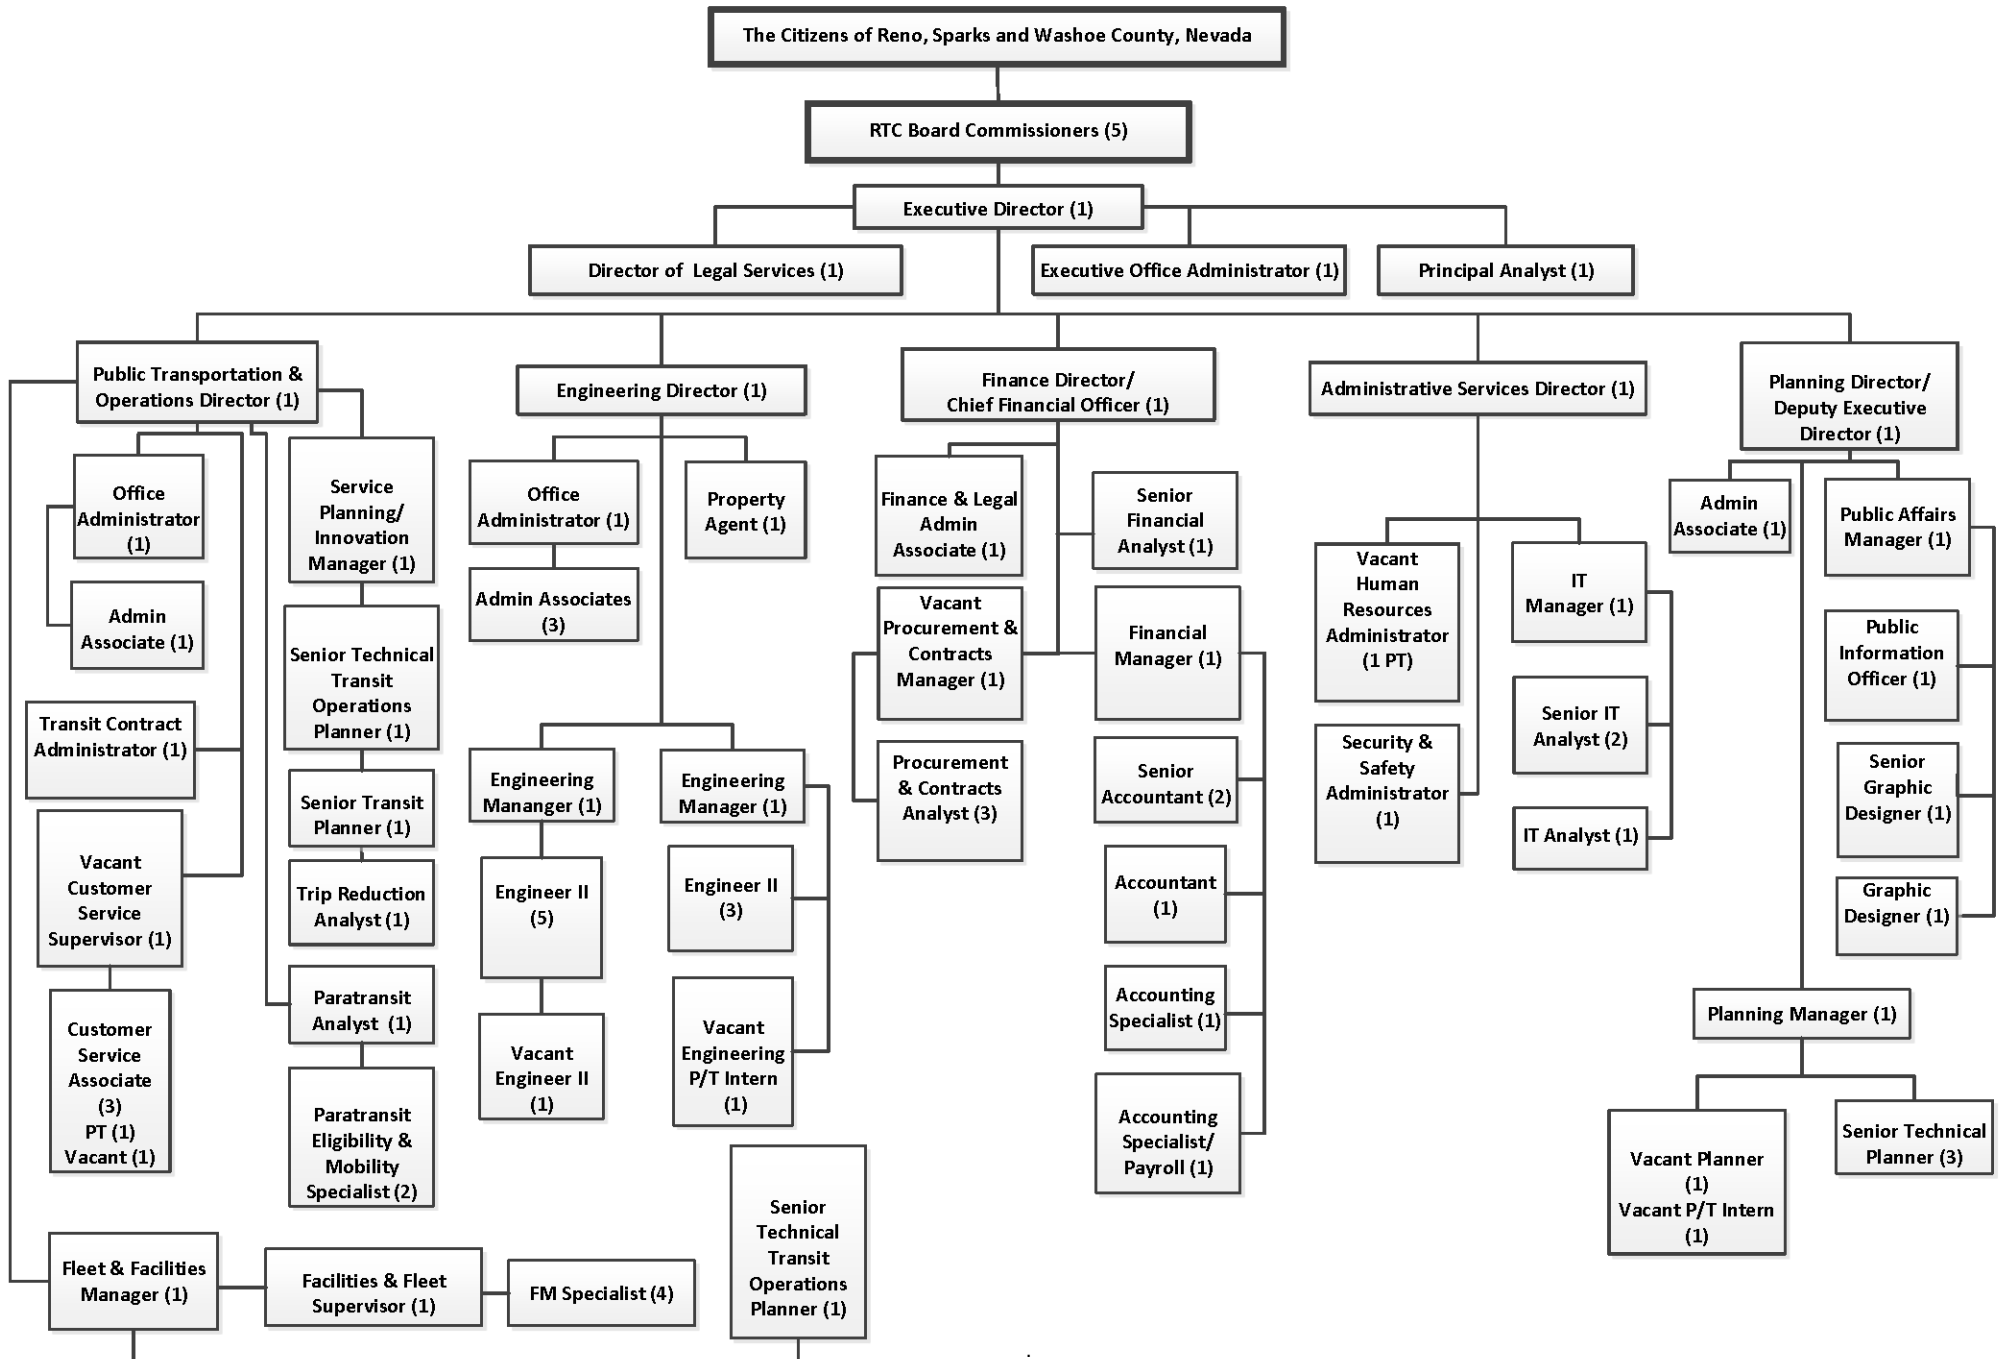 The Citizens of Reno, Sparks and Washoe County, Nevada
RTC Board Commissioners (5)
Executive Director (1)
Director of Legal Services (1)
Executive Office Administrator (1)
Principal Analyst (1)
Public Transportation &
Operations Director (1)
Office
Administrator
(1)
Admin
Associate (1)
Transit Contract
Administrator (1)
Vacant
Customer
Service
Supervisor (1)
Customer
Service
Associate
(3)
PT (1)
Vacant (1)
Service
Planning/
Innovation
Manager (1)
Senior Technical
Transit
Operations
Planner (1)
Senior Transit
Planner (1)
Trip Reduction
Analyst (1)
Paratransit
Analyst (1)
Paratransit
Eligibility &
Mobility
Specialist (2)
Fleet & Facilities
Manager (1)
Facilities & Fleet
Supervisor (1)
FM Specialist (4)
Senior
Technical
Transit
Operations
Planner (1)
Engineering Director (1)
Office
Administrator (1)
Admin Associates
(3)
Property
Agent (1)
Engineering
Mananger (1)
Engineer II
(5)
Vacant
Engineer II
(1)
Engineering
Manager (1)
Engineer II
(3)
Vacant
Engineering
P/T Intern
(1)
Finance Director/
Chief Financial Officer (1)
Finance & Legal
Admin
Associate (1)
Senior
Financial
Analyst (1)
Vacant
Procurement &
Contracts
Manager (1)
Procurement
& Contracts
Analyst (3)
Financial
Manager (1)
Senior
Accountant (2)
Accountant
(1)
Accounting
Specialist (1)
Accounting
Specialist/
Payroll (1)
Administrative Services Director (1)
Vacant
Human
Resources
Administrator
(1 PT)
Security &
Safety
Administrator
(1)
IT
Manager (1)
Senior IT
Analyst (2)
IT Analyst (1)
Planning Director/
Deputy Executive
Director (1)
Admin
Associate (1)
Public Affairs
Manager (1)
Public
Information
Officer (1)
Senior
Graphic
Designer (1)
Graphic
Designer (1)
Planning Manager (1)
Vacant Planner
(1)
Vacant P/T Intern
(1)
Senior Technical
Planner (3)